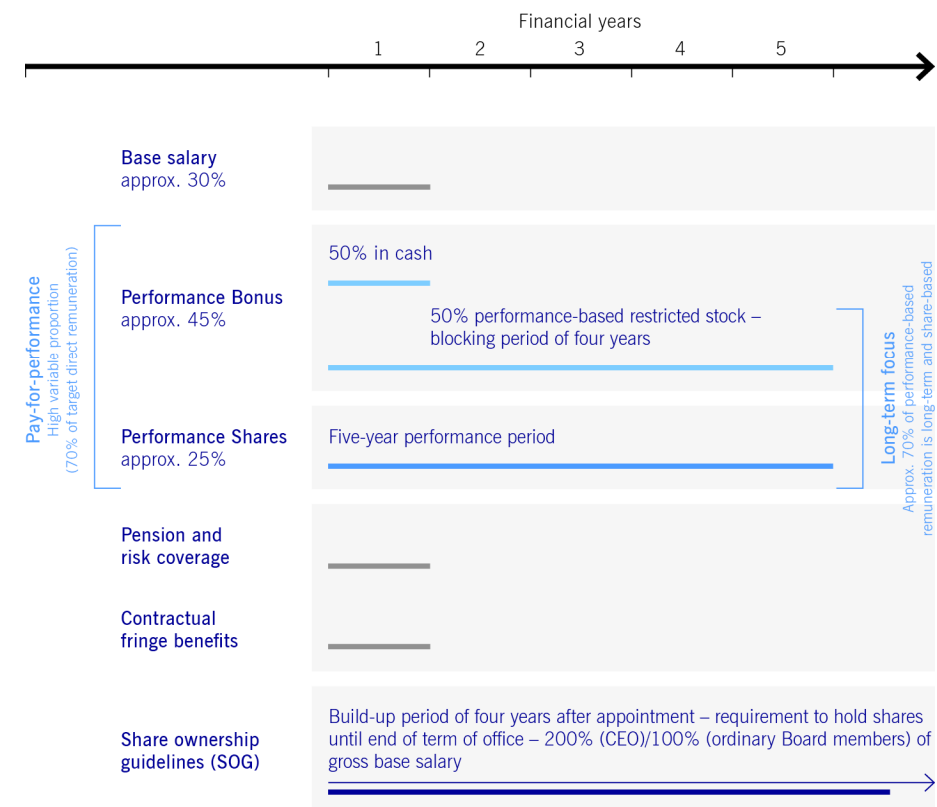 Financial years
1 2 3 4 5
Base salary
approx. 30%
Pay-for-performance
High variable proportion
(70% of target direct remuneration)
Performance Bonus
approx. 45%
50% in cash
50% performance-based restricted stock –
blocking period of four years
Performance Shares
approx. 25%
Five-year performance period
Long-term focus
Approx. 70% of performance-based
remuneration is long-term and share-based
Pension and
risk coverage
Contractual
fringe benefits
Share ownership
guidelines (SOG)
Build-up period of four years after appointment – requirement to hold shares
until end of term of office – 200% (CEO)/100% (ordinary Board members) of
gross base salary